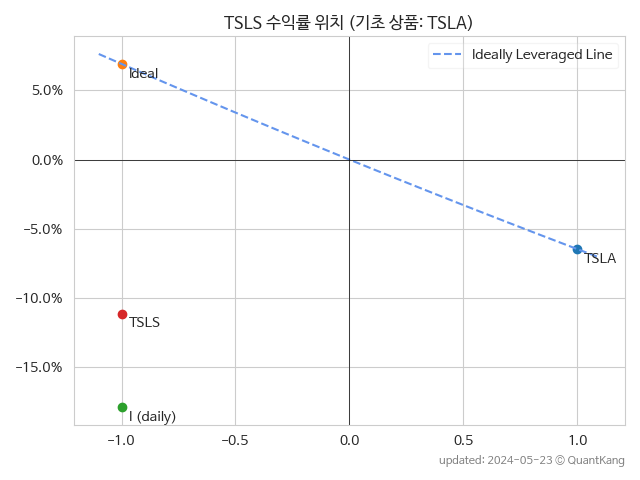 TSLS 수익률 위치 (기초 상품: TSLA)
Ideally Leveraged Line
Ideal
5.0%
0.0%
−5.0%
TSLA
−10.0%
TSLS
−15.0%
I (daily)
−1.0 −0.5 0.0 0.5 1.0
updated: 2024-05-23 © QuantKang